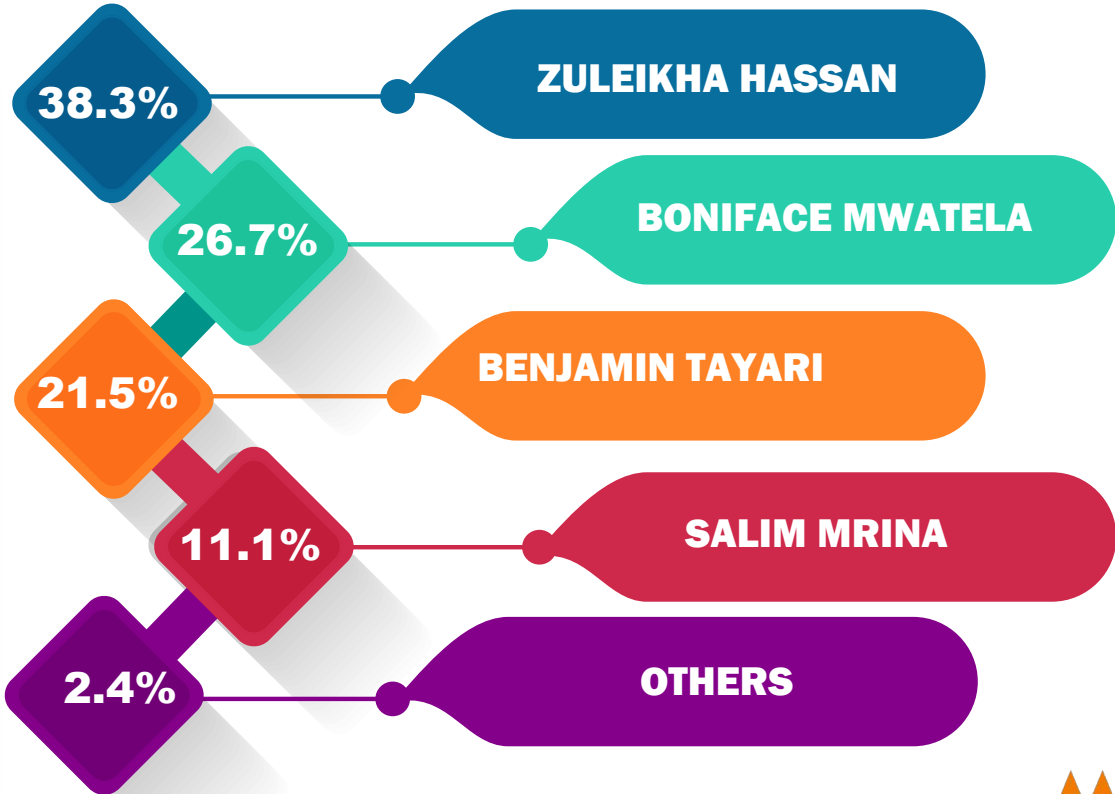 38.3% ZULEIKHA HASSAN
26.7% BONIFACE MWATELA
21.5% BENJAMIN TAYARI
11.1% SALIM MRINA
2.4% OTHERS